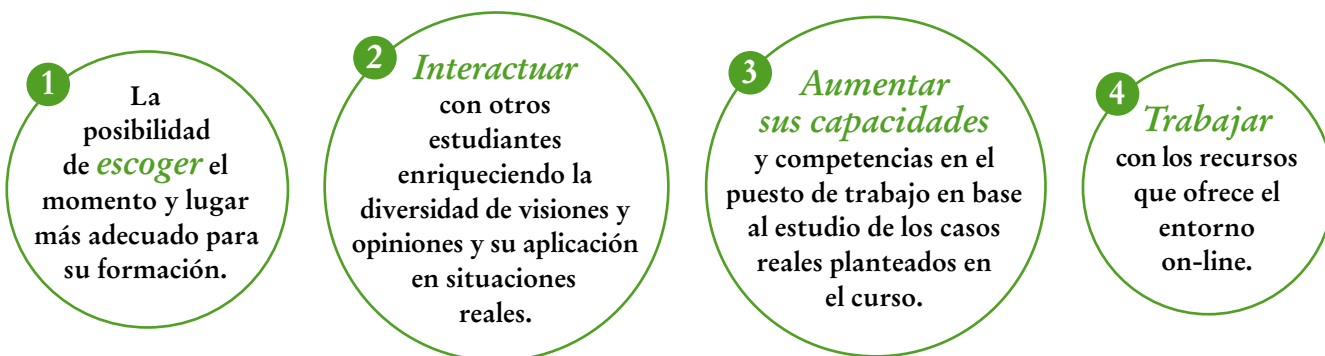 1
La
posibilidad
de escoger el
momento y lugar
más adecuado para
su formación.
2
Interactuar
con otros
estudiantes
enriqueciendo la
diversidad de visiones y
opiniones y su aplicación
en situaciones
reales.
3
Aumentar
sus capacidades
y competencias en el
puesto de trabajo en base
al estudio de los casos
reales planteados en
el curso.
4
Trabajar
con los recursos
que ofrece el
entorno
on-line.